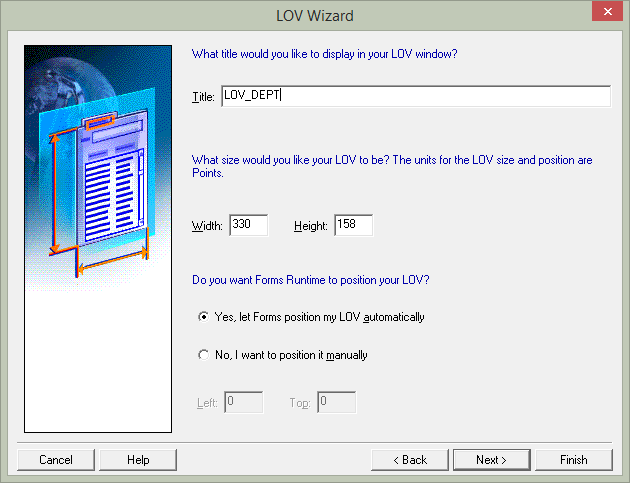 LOV Wizard
What title would you like to display in your LOV window?
Title: LOV_DEPT
What size would you like your LOV to be? The units for the LOV size and position are
Points.
Width: 330 Height: 158
Do you want Forms Runtime to position your LOV?
Yes, let Forms position my LOV automatically
No, I want to position it manually
Left: 0 Top: 0
Cancel Help < Back Next > Finish